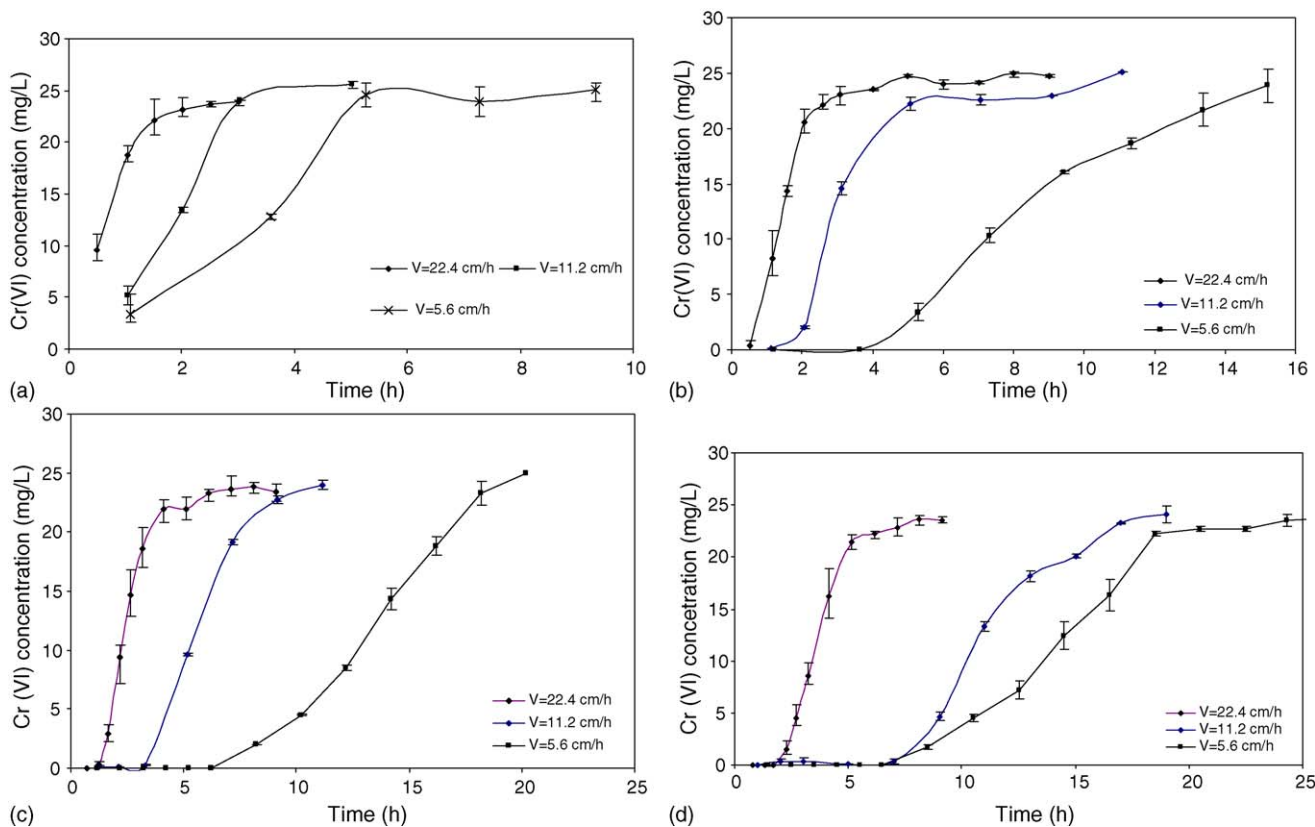 30
25
20
15
10
5
0
Cr(VI) concentration (mg/L)
V=22.4 cm/h V=11.2 cm/h
V=5.6 cm/h
0 2 4 6 8 10
Time (h)
(a)
30
25
20
15
10
5
0
Cr(VI) concentration (mg/L)
V=22.4 cm/h
V=11.2 cm/h
V=5.6 cm/h
0 2 4 6 8 10 12 14 16
Time (h)
(b)
30
25
20
15
10
5
0
Cr (VI) concentration (mg/L)
V=22.4 cm/h
V=11.2 cm/h
V=5.6 cm/h
0 5 10 15 20 25
Time (h)
(c)
30
25
20
15
10
5
0
Cr (VI) concetration (mg/L)
V=22.4 cm/h
V=11.2 cm/h
V=5.6 cm/h
0 5 10 15 20 25
Time (h)
(d)